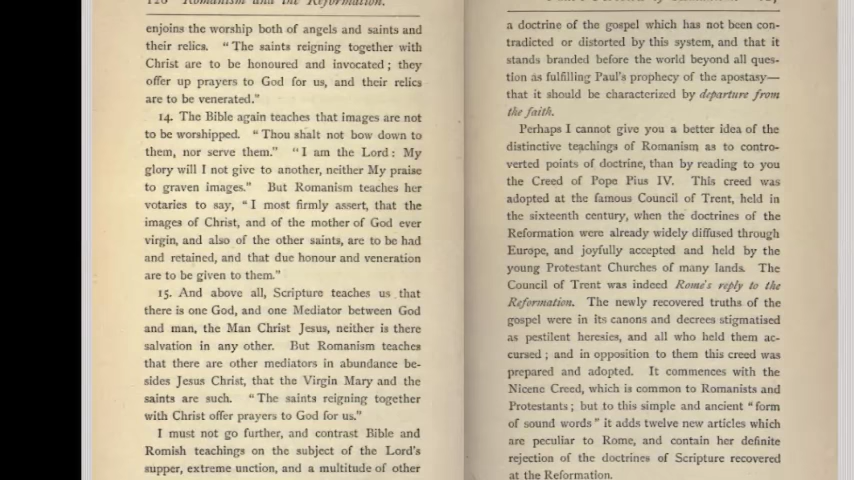 Romanism and the Reformation.
enjoins the worship both of angels and saints and
their relics. “The saints reigning together with
Christ are to be honoured and invocated ; they
offer up prayers to God for us, and their relics
are to be venerated.”
14. The Bible again teaches that images are not
to be worshipped. “Thou shalt not bow down to
them, nor serve them.” “I am the Lord : My
glory will I not give to another, neither My praise
to graven images.” But Romanism teaches her
votaries to say, “I most firmly assert, that the
images of Christ, and of the mother of God ever
virgin, and also of the other saints, are to be had
and retained, and that due honour and veneration
are to be given to them.”
15. And above all, Scripture teaches us that
there is one God, and one Mediator between God
and man, the Man Christ Jesus, neither is there
salvation in any other. But Romanism teaches
that there are other mediators in abundance be-
sides Jesus Christ, that the Virgin Mary and the
saints are such. “The saints reigning together
with Christ offer prayers to God for us.”
I must not go further, and contrast Bible and
Romish teachings on the subject of the Lord’s
supper, extreme unction, and a multitude of other
a doctrine of the gospel which has not been con-
tradicted or distorted by this system, and that it
stands branded before the world beyond all ques-
tion as fulfilling Paul’s prophecy of the apostasy—
that it should be characterized by departure from
the faith.
Perhaps I cannot give you a better idea of the
distinctive teachings of Romanism as to contro-
verted points of doctrine, than by reading to you
the Creed of Pope Pius IV. This creed was
adopted at the famous Council of Trent, held in
the sixteenth century, when the doctrines of the
Reformation were already widely diffused through
Europe, and joyfully accepted and held by the
young Protestant Churches of many lands. The
Council of Trent was indeed Rome’s reply to the
Reformation. The newly recovered truths of the
gospel were in its canons and decrees stigmatised
as pestilent heresies, and all who held them ac-
cursed ; and in opposition to them this creed was
prepared and adopted. It commences with the
Nicene Creed, which is common to Romanists and
Protestants ; but to this simple and ancient “form
of sound words” it adds twelve new articles which
are peculiar to Rome, and contain her definite
rejection of the doctrines of Scripture recovered
at the Reformation.